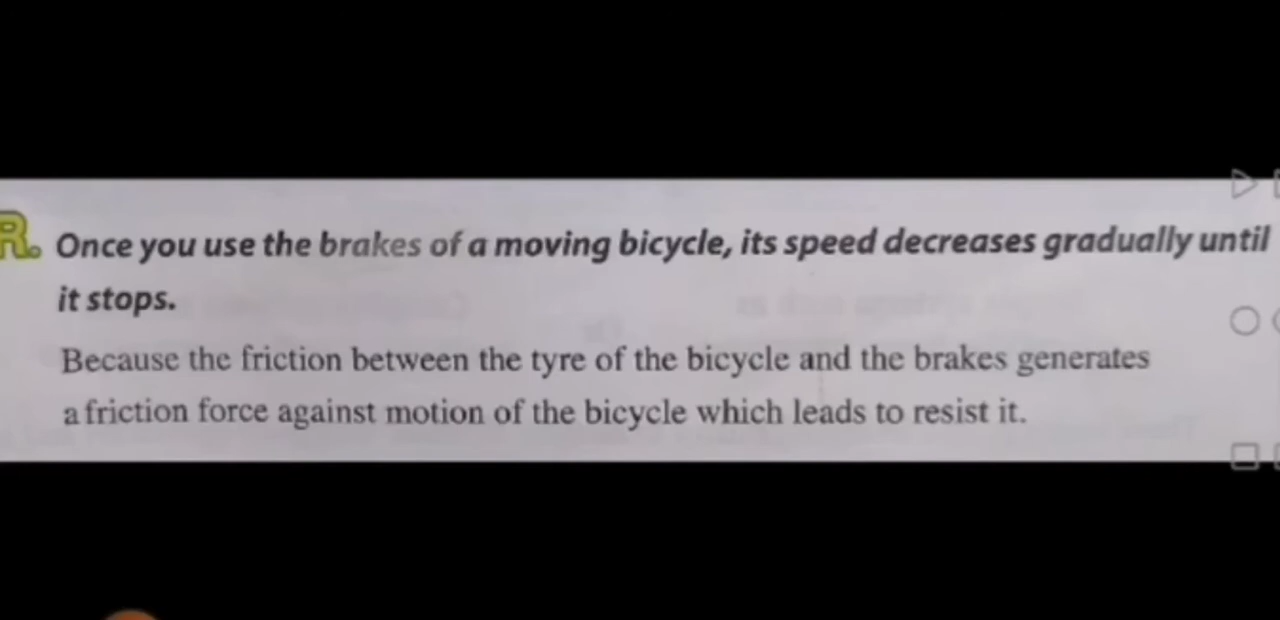 R. Once you use the brakes of a moving bicycle, its speed decreases gradually until
it stops.
Because the friction between the tyre of the bicycle and the brakes generates
a friction force against motion of the bicycle which leads to resist it.